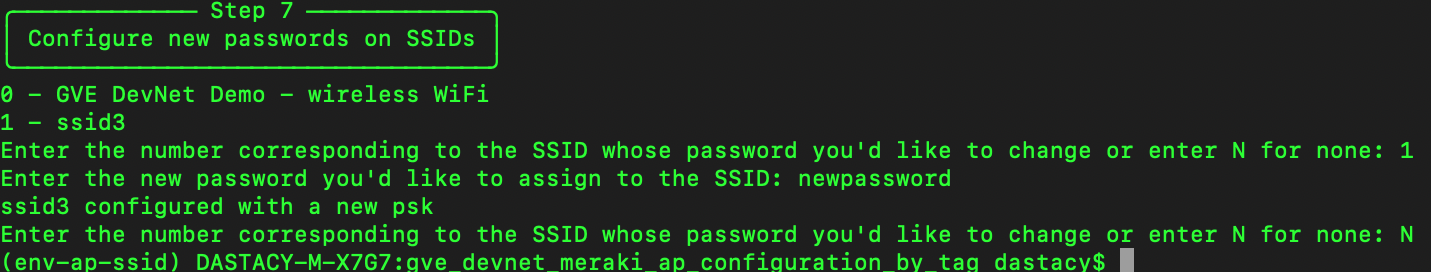 Step 7
Configure new passwords on SSIDs
0 - GVE DevNet Demo - wireless WiFi
1 - ssid3
Enter the number corresponding to the SSID whose password you'd like to change or enter N for none: 1
Enter the new password you'd like to assign to the SSID: newpassword
ssid3 configured with a new psk
Enter the number corresponding to the SSID whose password you'd like to change or enter N for none: N
(env-ap-ssid) DASTACY-M-X7G7:gve_devnet_meraki_ap_configuration_by_tag dastacy$